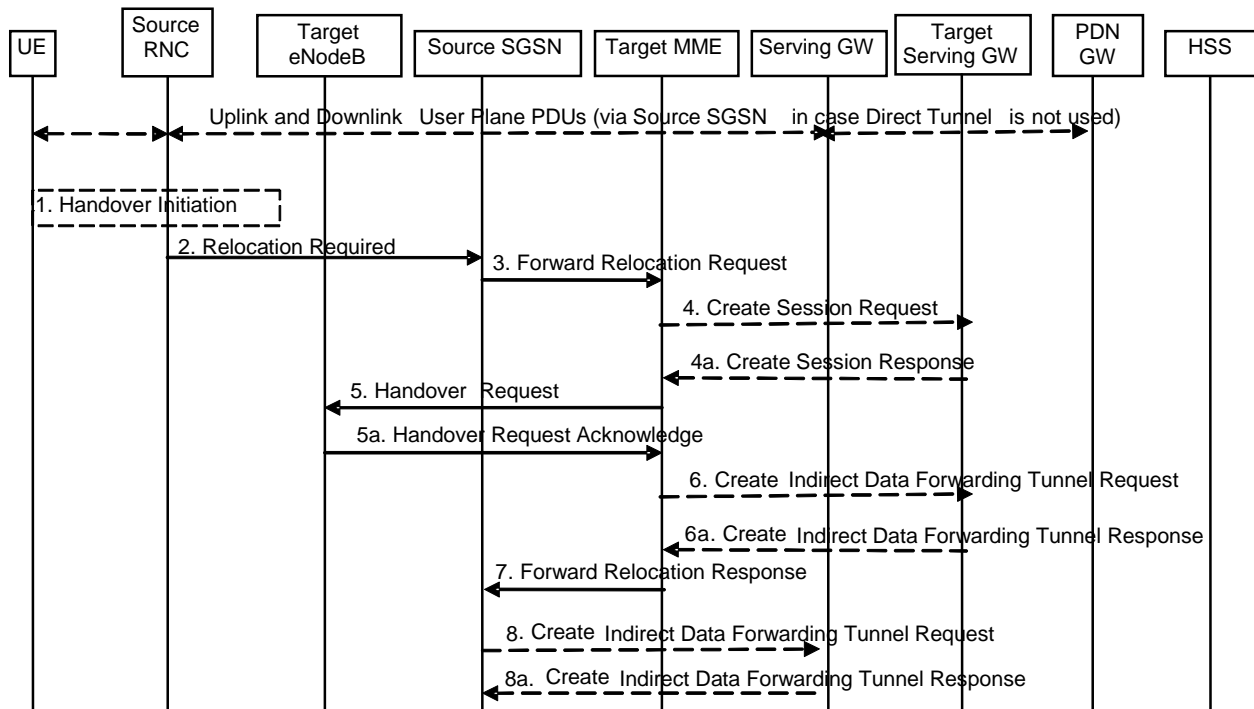 UE
Source
RNC
Target
eNodeB
Source SGSN
Target MME
Serving GW
Target
Serving GW
PDN
GW
HSS
Uplink and Downlink User Plane PDUs (via Source SGSN in case Direct Tunnel is not used)
1. Handover Initiation
2. Relocation Required
3. Forward Relocation Request
4. Create Session Request
4a. Create Session Response
5. Handover Request
5a. Handover Request Acknowledge
6. Create Indirect Data Forwarding Tunnel Request
6a. Create Indirect Data Forwarding Tunnel Response
7. Forward Relocation Response
8. Create Indirect Data Forwarding Tunnel Request
8a. Create Indirect Data Forwarding Tunnel Response